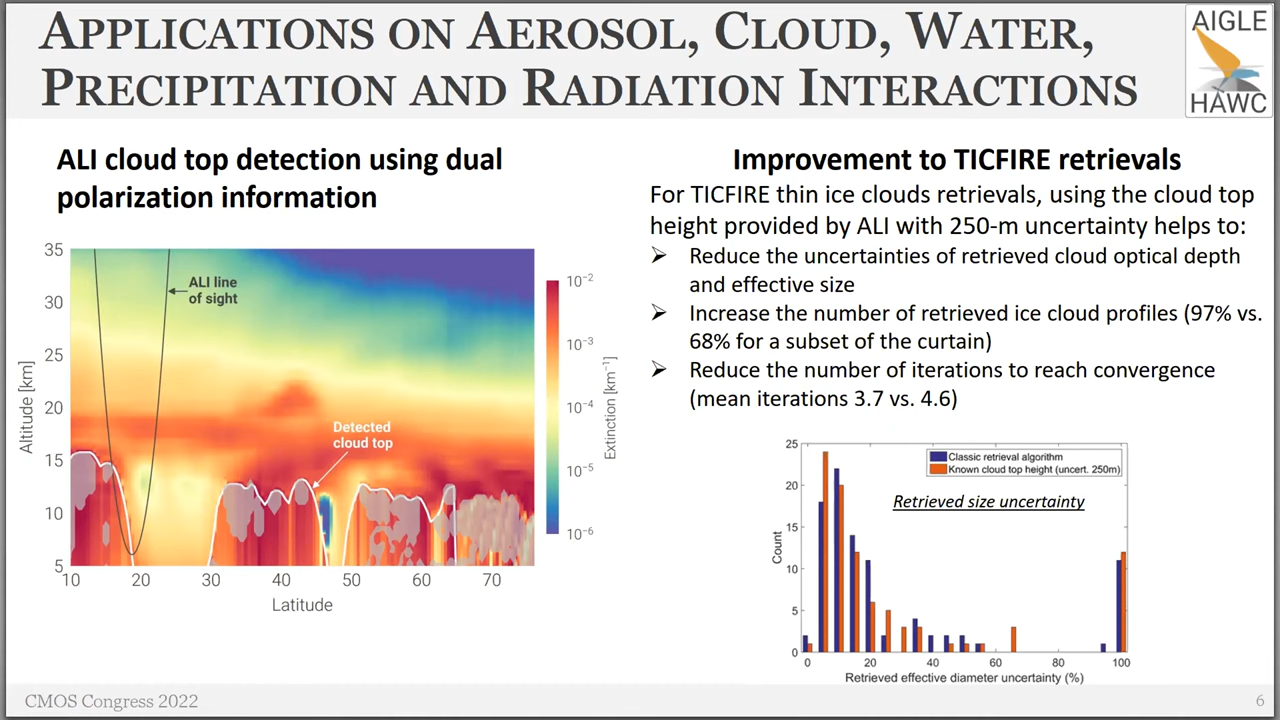 APPLICATIONS ON AEROSOL, CLOUD, WATER,
PRECIPITATION AND RADIATION INTERACTIONS
AIGLE
HAWC
ALI cloud top detection using dual
polarization information
35
30
25
20
15
10
5
Altitude [km]
10
20
30
40
50
60
70
Latitude
ALI line
of sight
Detected
cloud top
10⁻²
10⁻³
10⁻⁴
10⁻⁵
10⁻⁶
Extinction [km⁻¹]
Improvement to TICFIRE retrievals
For TICFIRE thin ice clouds retrievals, using the cloud top
height provided by ALI with 250-m uncertainty helps to:
➢ Reduce the uncertainties of retrieved cloud optical depth
and effective size
➢ Increase the number of retrieved ice cloud profiles (97% vs.
68% for a subset of the curtain)
➢ Reduce the number of iterations to reach convergence
(mean iterations 3.7 vs. 4.6)
25
20
15
10
5
0
Count
Classic retrieval algorithm
Known cloud top height (uncert. 250m)
Retrieved size uncertainty
0
20
40
60
80
100
Retrieved effective diameter uncertainty (%)
CMOS Congress 2022
6